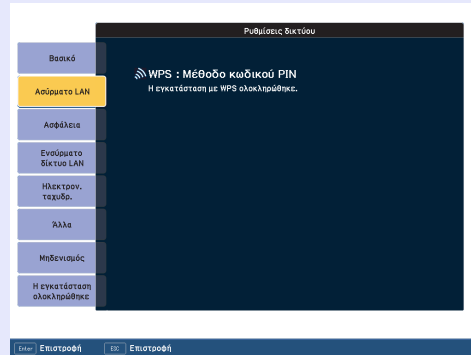 Ρυθμίσεις δικτύου
Βασικό
Ασύρματο LAN
Ασφάλεια
Ενσύρματο
δίκτυο LAN
Ηλεκτρον.
ταχυδρ.
Άλλα
Μηδενισμός
Η εγκατάσταση
ολοκληρώθηκε
WPS : Μέθοδο κωδικού PIN
Η εγκατάσταση με WPS ολοκληρώθηκε.
Enter Επιστροφή ESC Επιστροφή